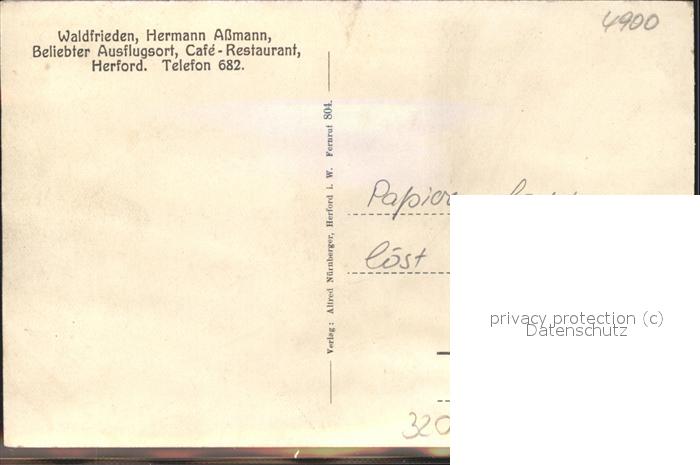 4900
Waldfrieden, Hermann Aßmann,
Beliebter Ausflugsort, Café-Restaurant,
Herford. Telefon 682.
Verlag: Alfred Nürnberger, Herford i. W. Fernruf 804.
Papier
löst
privacy protection (c)
Datenschutz
320